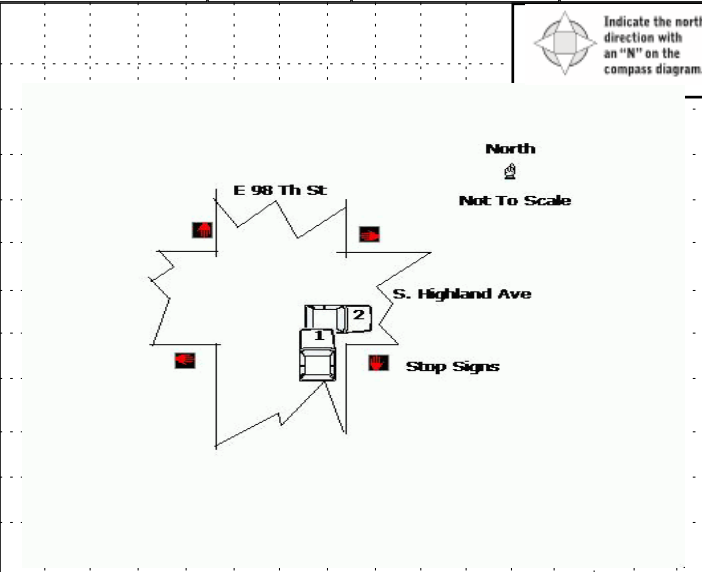 Indicate the north
direction with
an "N" on the
compass diagram.
North
E 98 Th St
Not To Scale
S. Highland Ave
2
1
Stop Signs